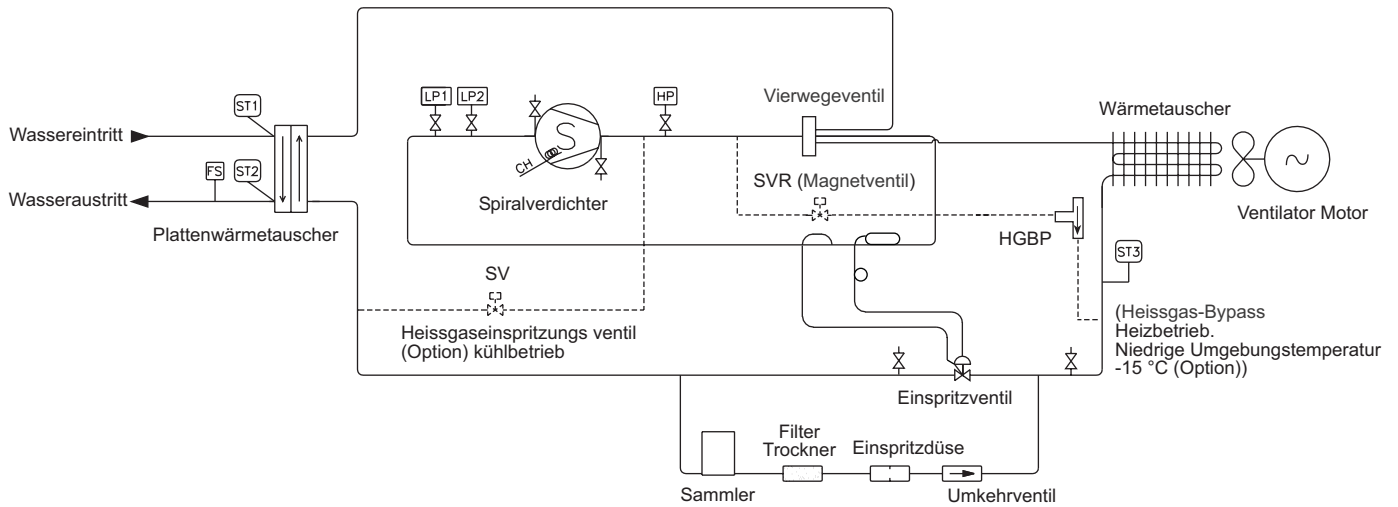 LP1
LP2
HP
Vierwegeventil
Wärmetauscher
ST1
Wassereintritt
S
CH
FS
ST2
SVR (Magnetventil)
Wasseraustritt
Spiralverdichter
Ventilator Motor
Plattenwärmetauscher
HGBP
ST3
SV
Heissgaseinspritzungs ventil
(Option) kühlbetrieb
(Heissgas-Bypass
Heizbetrieb.
Niedrige Umgebungstemperatur
-15 °C (Option))
Einspritzventil
Filter
Trockner
Einspritzdüse
Sammler
Umkehrventil